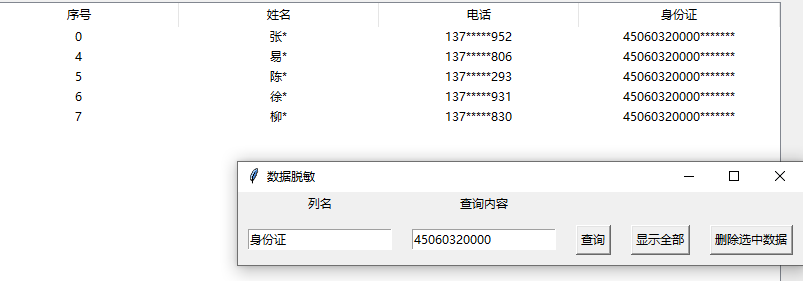 序号 姓名 电话 身份证
0 张* 137*****952 45060320000*******
4 易* 137*****806 45060320000*******
5 陈* 137*****293 45060320000*******
6 徐* 137*****931 45060320000*******
7 柳* 137*****830 45060320000*******
数据脱敏
列名 查询内容
身份证 45060320000 查询 显示全部 删除选中数据